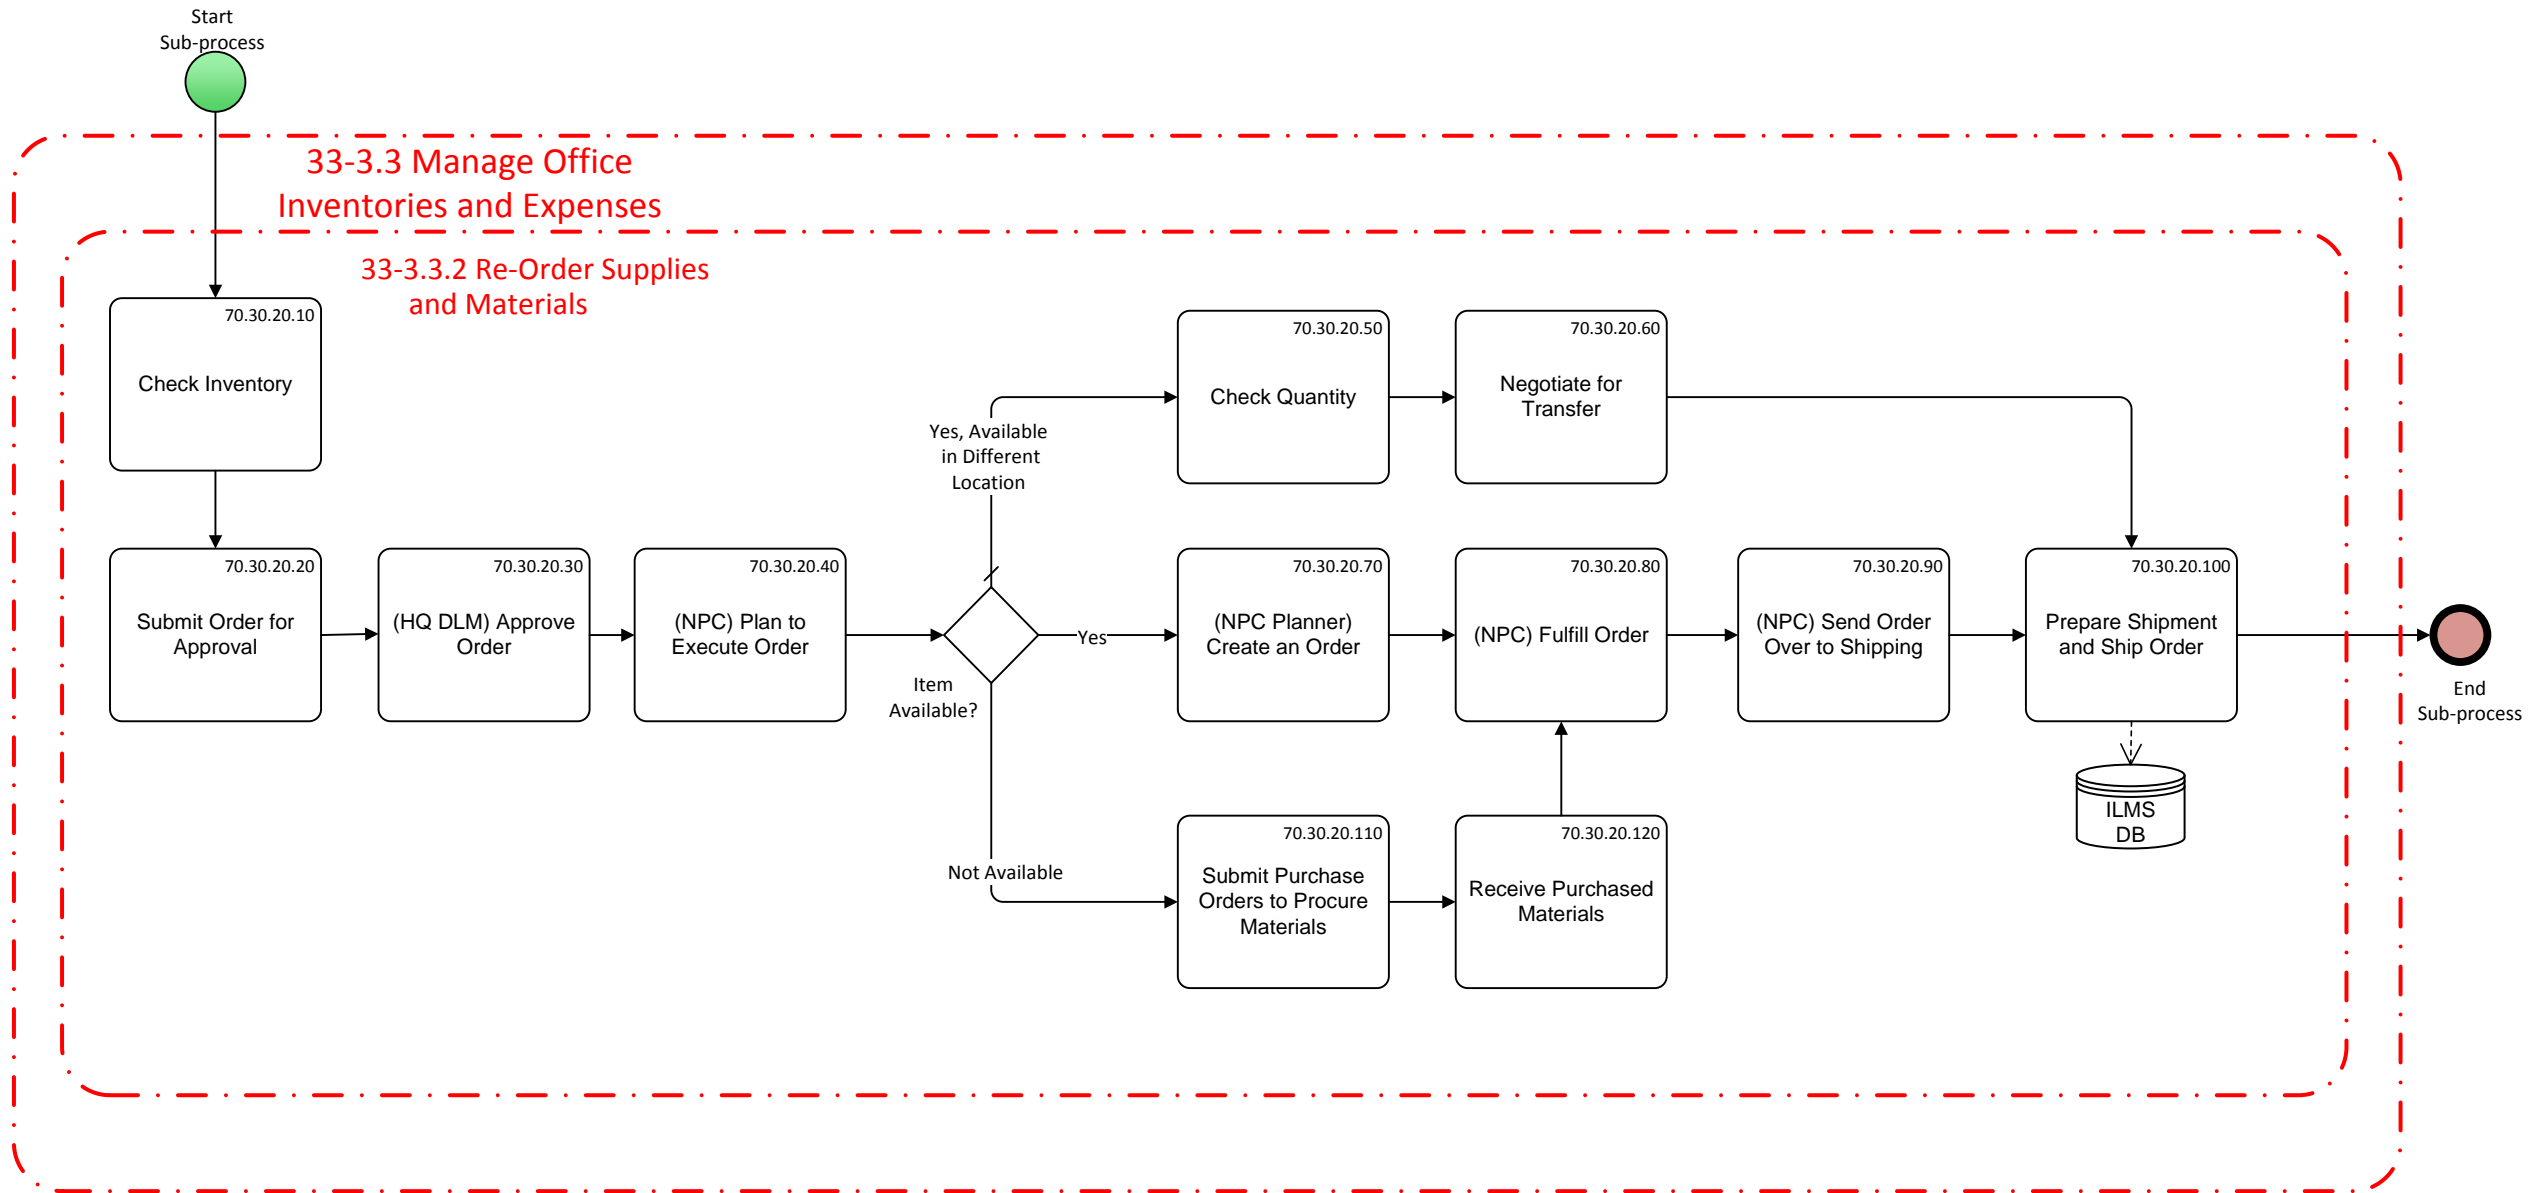 Start
Sub-process
33-3.3 Manage Office
Inventories and Expenses
33-3.3.2 Re-Order Supplies
and Materials
70.30.20.10
Check Inventory
70.30.20.50
Check Quantity
70.30.20.60
Negotiate for
Transfer
Yes, Available
in Different
Location
70.30.20.20
Submit Order for
Approval
70.30.20.30
(HQ DLM) Approve
Order
70.30.20.40
(NPC) Plan to
Execute Order
Item
Available?
Yes
70.30.20.70
(NPC Planner)
Create an Order
70.30.20.80
(NPC) Fulfill Order
70.30.20.90
(NPC) Send Order
Over to Shipping
70.30.20.100
Prepare Shipment
and Ship Order
End
Sub-process
ILMS
DB
Not Available
70.30.20.110
Submit Purchase
Orders to Procure
Materials
70.30.20.120
Receive Purchased
Materials